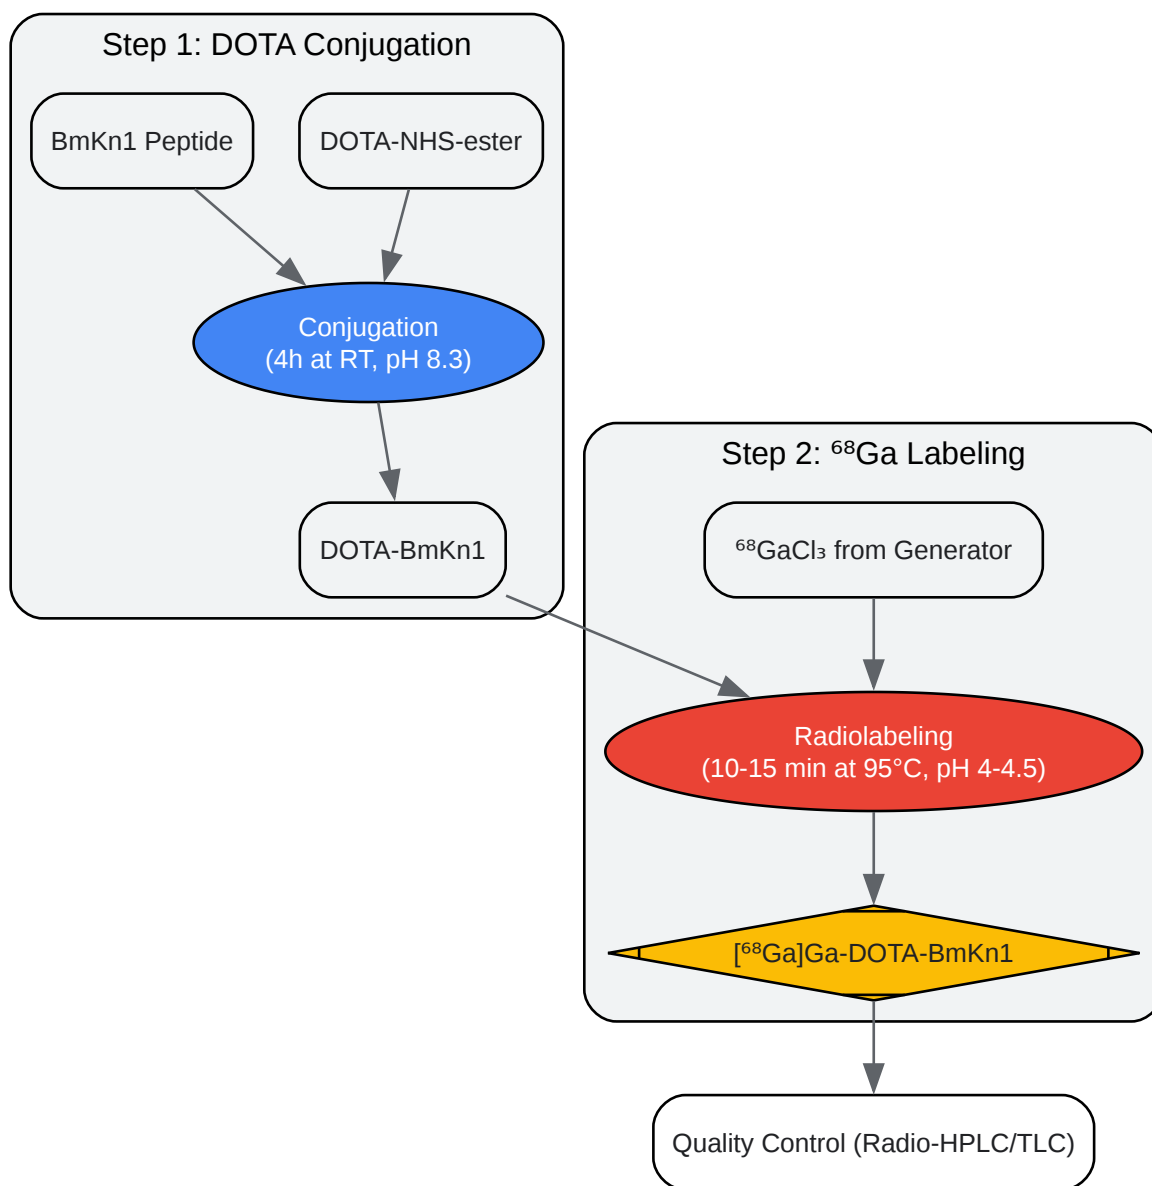 Step 1: DOTA Conjugation
BmKn1 Peptide
DOTA-NHS-ester
Conjugation
(4h at RT, pH 8.3)
DOTA-BmKn1
Step 2: ⁶⁸Ga Labeling
⁶⁸GaCl₃ from Generator
Radiolabeling
(10-15 min at 95°C, pH 4-4.5)
[⁶⁸Ga]Ga-DOTA-BmKn1
Quality Control (Radio-HPLC/TLC)